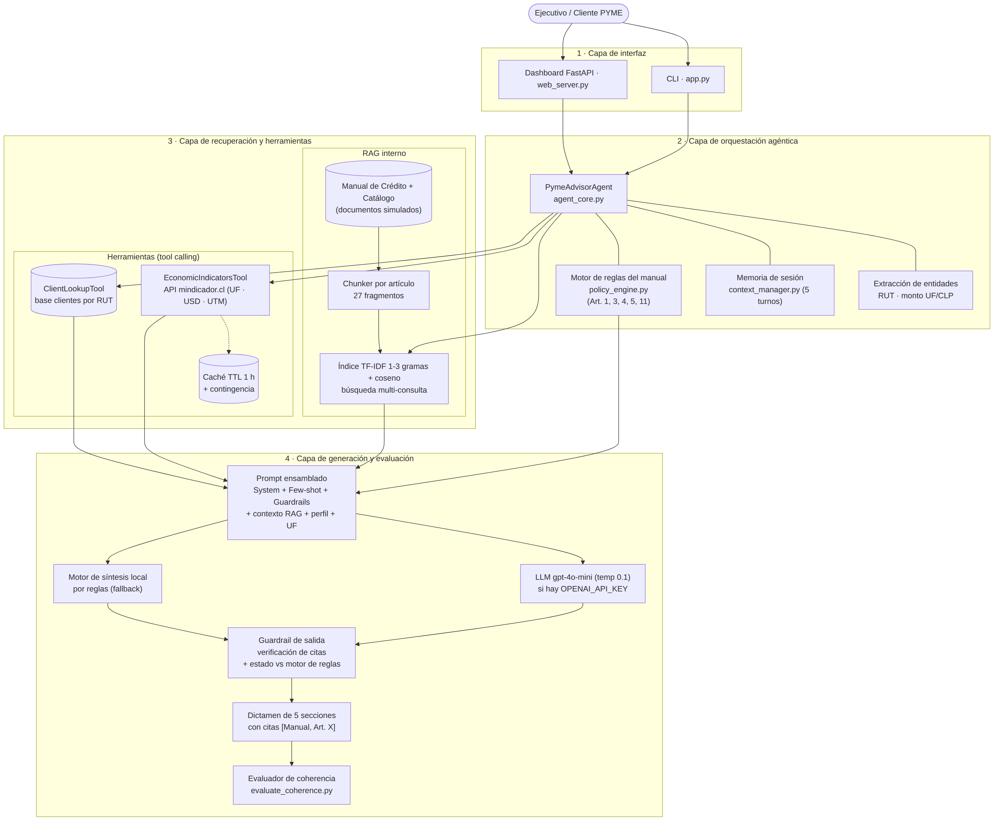 Ejecutivo / Cliente PYME
1 · Capa de interfaz
Dashboard FastAPI ·
web_server.py
CLI · app.py
3 · Capa de recuperación y herramientas
2 · Capa de orquestación agéntica
RAG interno
Manual de Crédito +
Catálogo
(documentos simulados)
PymeAdvisorAgent
agent_core.py
Herramientas (tool calling)
ClientLookupTool
base clientes por RUT
EconomicIndicatorsTool
API mindicador.cl (UF ·
USD · UTM)
Chunker por artículo
27 fragmentos
Motor de reglas del manual
policy_engine.py
(Art. 1, 3, 4, 5, 11)
Memoria de sesión
context_manager.py (5
turnos)
Extracción de entidades
RUT · monto UF/CLP
Caché TTL 1 h
+ contingencia
Índice TF-IDF 1-3 gramas
+ coseno
búsqueda multi-consulta
4 · Capa de generación y evaluación
Prompt ensamblado
System + Few-shot +
Guardrails
+ contexto RAG + perfil +
UF
Motor de síntesis local
por reglas (fallback)
LLM gpt-4o-mini (temp 0.1)
si hay OPENAI_API_KEY
Guardrail de salida
verificación de citas
+ estado vs motor de reglas
Dictamen de 5 secciones
con citas [Manual, Art. X]
Evaluador de coherencia
evaluate_coherence.py